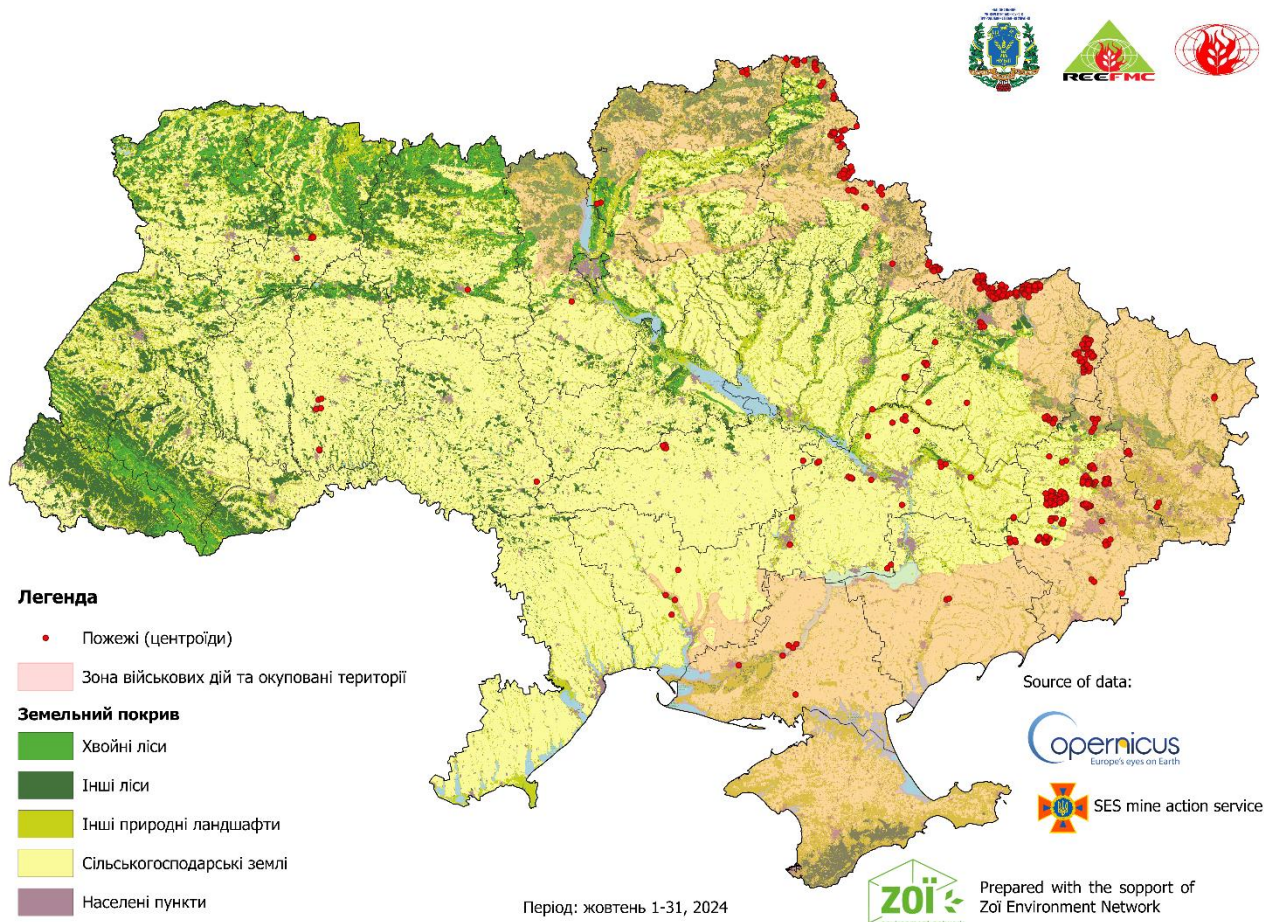 REEFMC
Легенда
Пожежі (центроїди)
Зона військових дій та окуповані території
Земельний покрив
Хвойні ліси
Інші ліси
Інші природні ландшафти
Сільськогосподарські землі
Населені пункти
Період: жовтень 1-31, 2024
Source of data:
opernicus
Europe's eyes on Earth
SES mine action service
zoï
Prepared with the sopport of
Zoï Environment Network